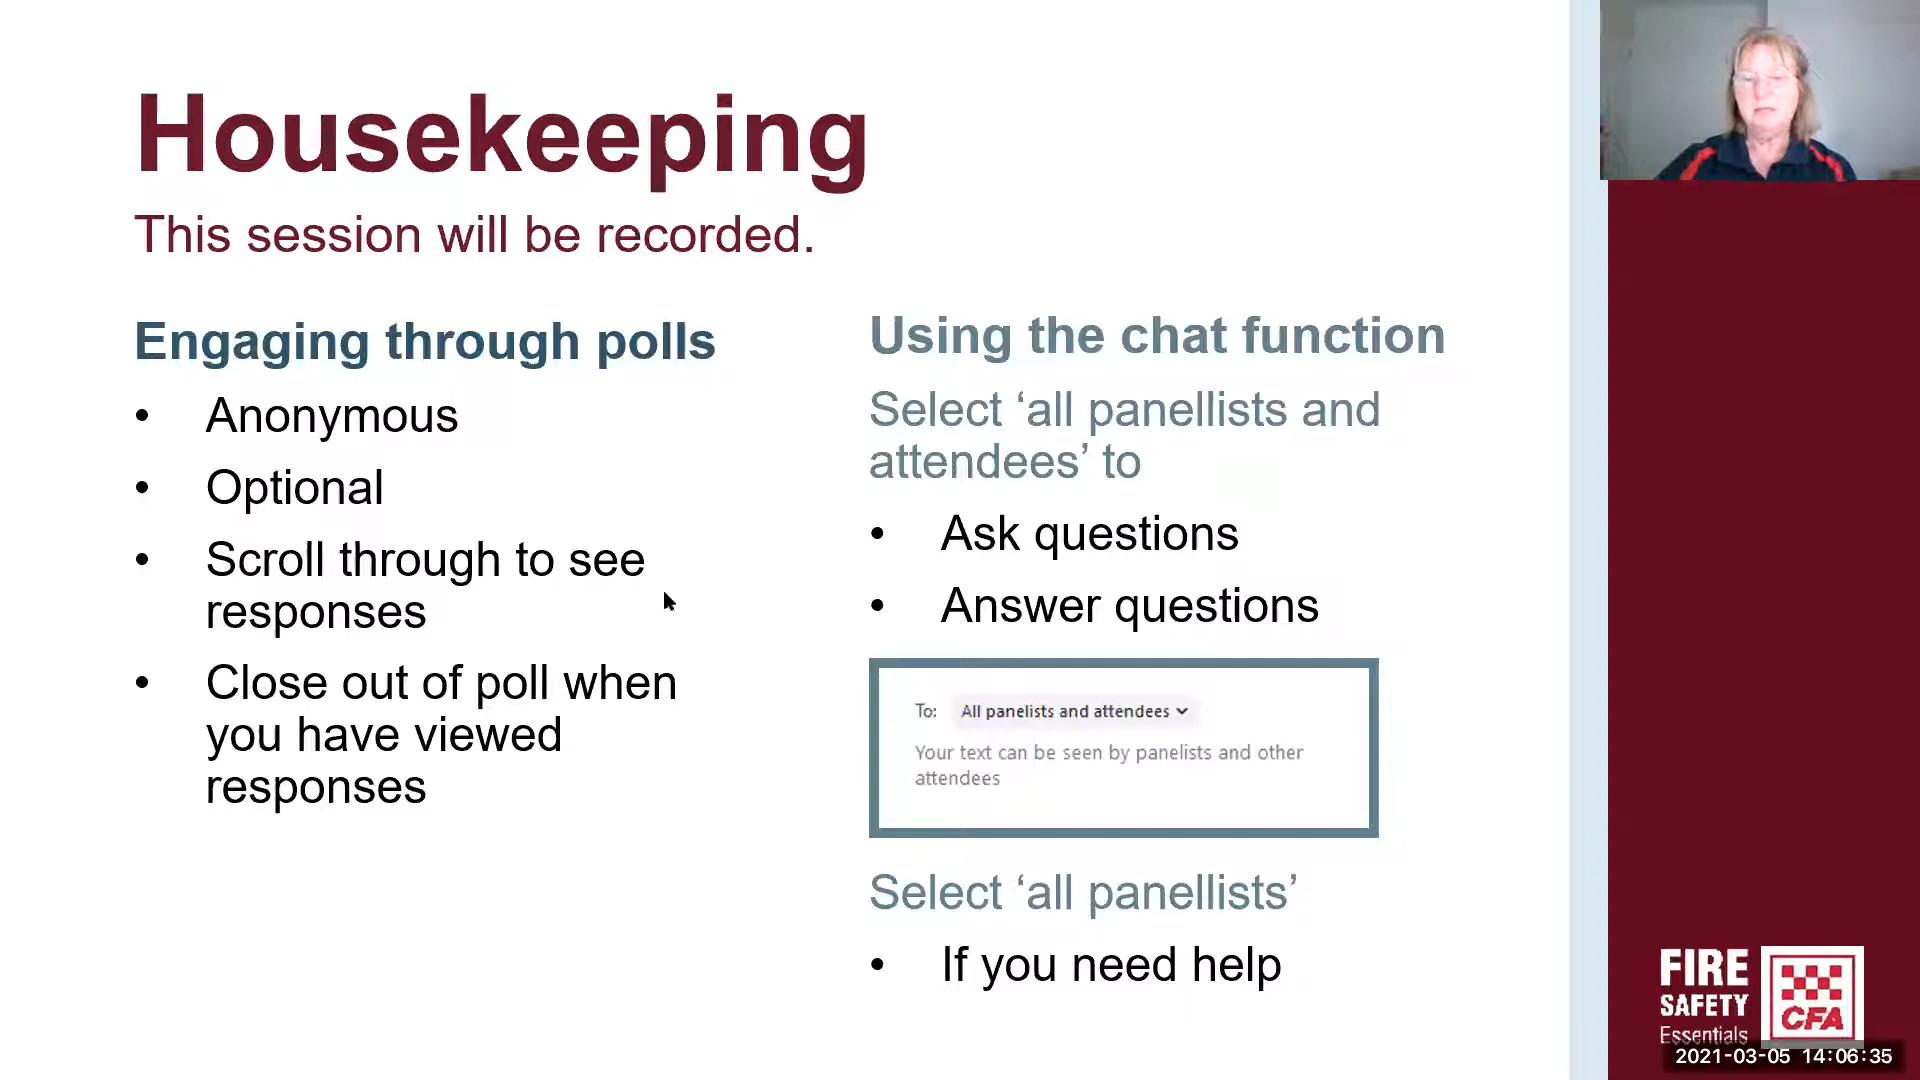 Housekeeping
This session will be recorded.
Engaging through polls
• Anonymous
• Optional
• Scroll through to see
responses
• Close out of poll when
you have viewed
responses
Using the chat function
Select ‘all panellists and
attendees’ to
• Ask questions
• Answer questions
To: All panelists and attendees
Your text can be seen by panelists and other
attendees
Select ‘all panellists’
• If you need help
FIRE
SAFETY
Essentials
CFA
2021-03-05 14:06:35